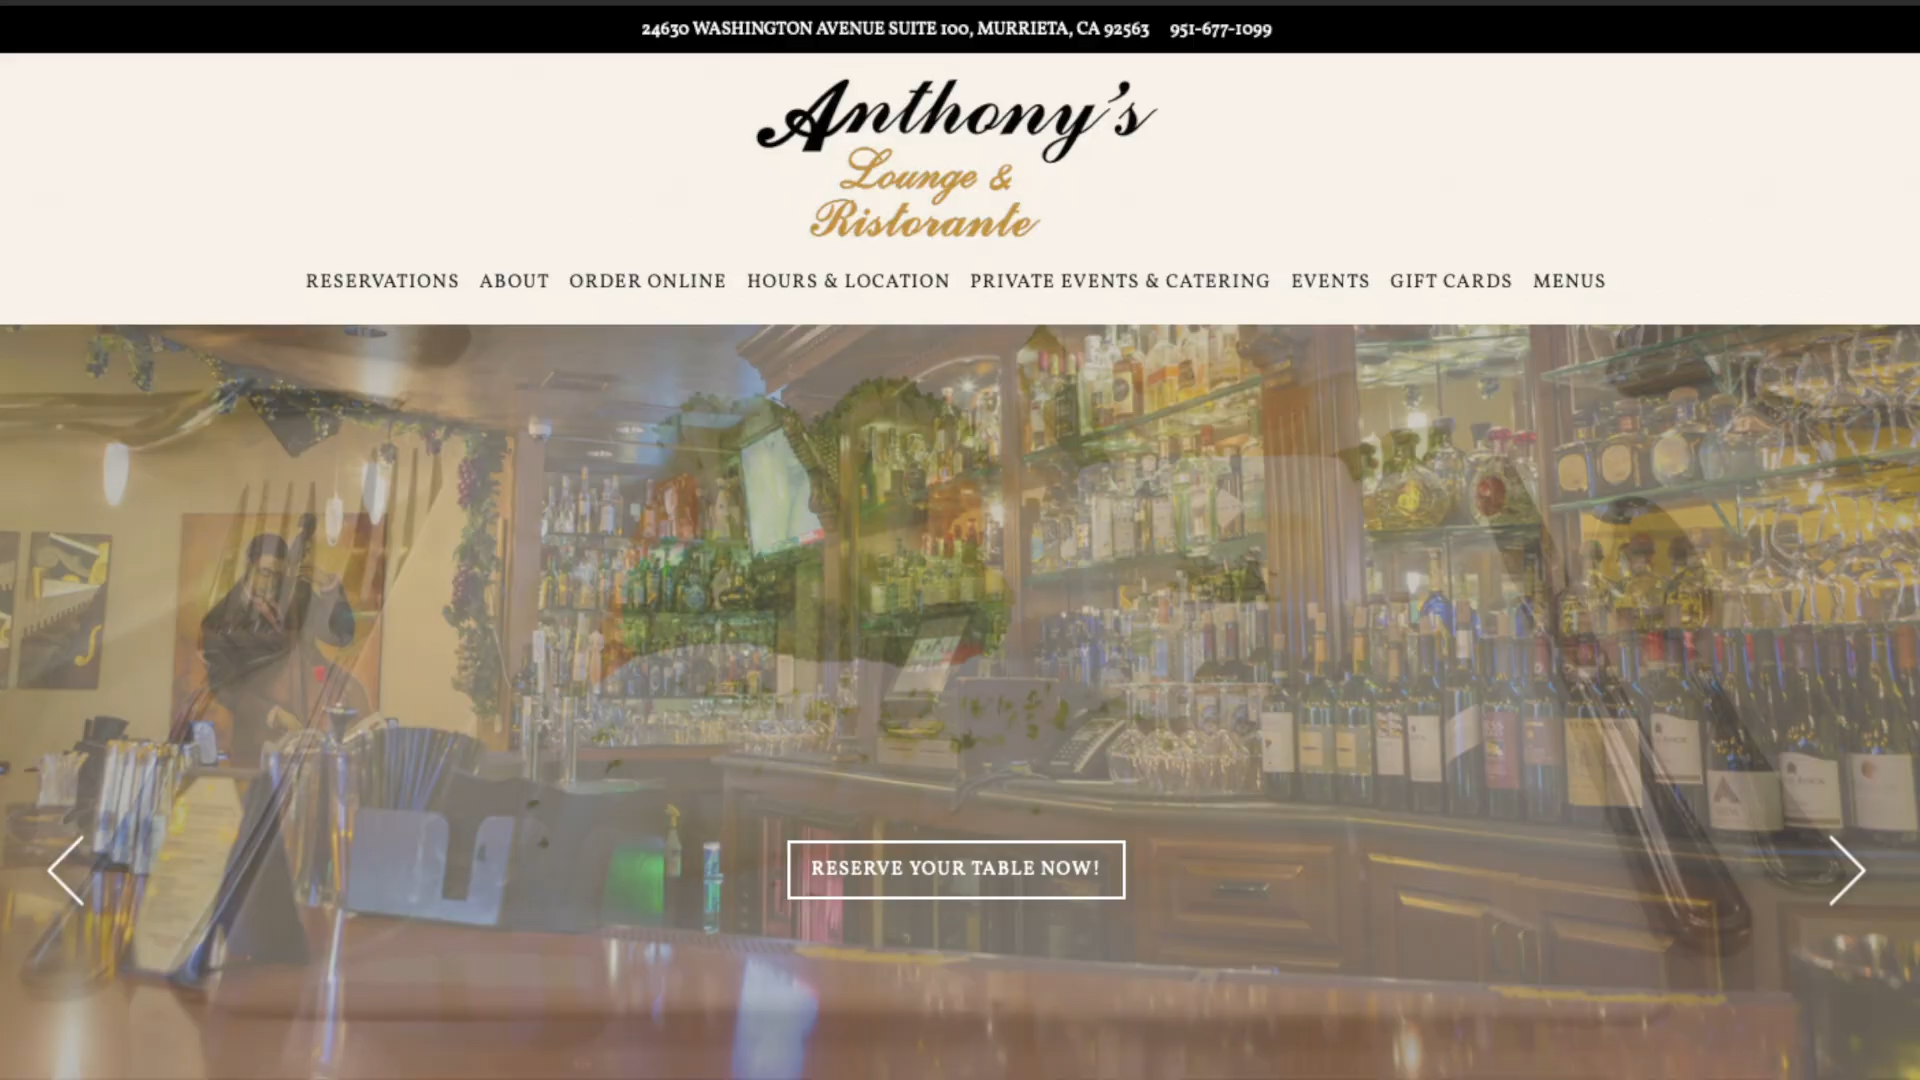 24630 WASHINGTON AVENUE SUITE 100, MURRIETA, CA 92563 951-677-1099
Anthony's
Lounge &
Ristorante
RESERVATIONS ABOUT ORDER ONLINE HOURS & LOCATION PRIVATE EVENTS & CATERING EVENTS GIFT CARDS MENUS
RESERVE YOUR TABLE NOW!